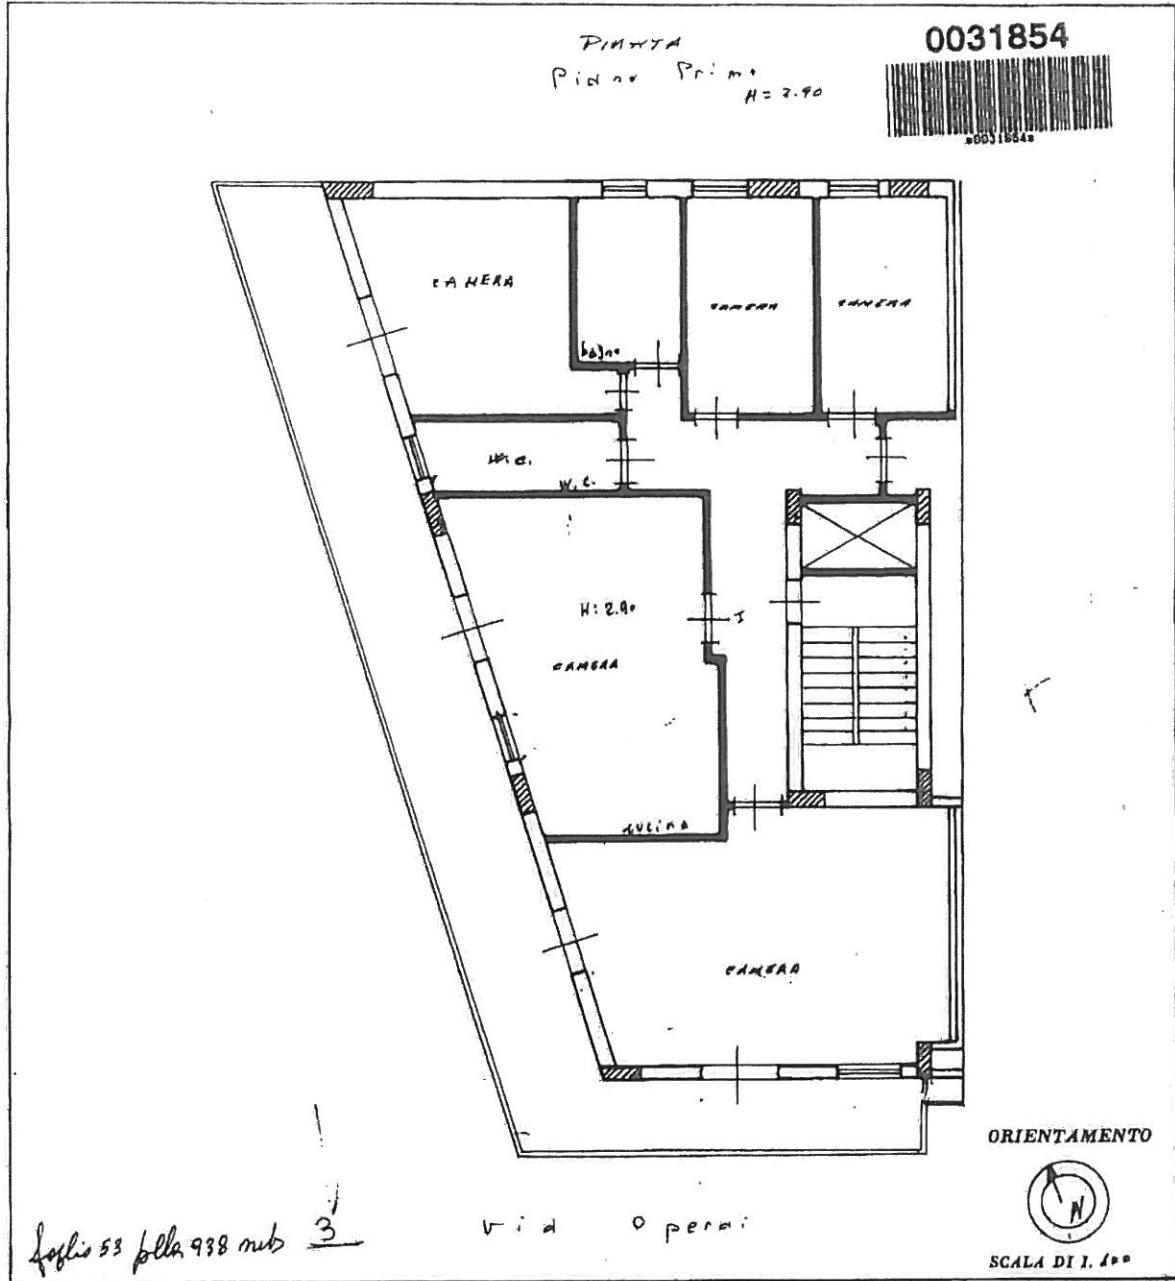 PIANTA
Piano Primo
H = 2.90
0031854
*0031854*
CAMERA
CAMERA
CAMERA
bagno
W.C.
W.C.
H: 2.90
I
CAMERA
CUCINA
CAMERA
ORIENTAMENTO
N
SCALA DI 1.
foglio 53 plla 938 sub 3
via Operai